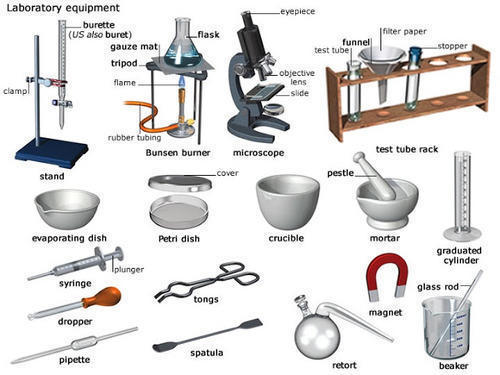 Laboratory equipment
burette
(US also buret)
clamp
stand
flask
gauze mat
tripod
flame
rubber tubing
Bunsen burner
eyepiece
objective
lens
slide
microscope
filter paper
funnel
test tube
stopper
test tube rack
evaporating dish
cover
Petri dish
crucible
pestle
mortar
graduated
cylinder
plunger
syringe
dropper
pipette
tongs
spatula
retort
magnet
glass rod
beaker